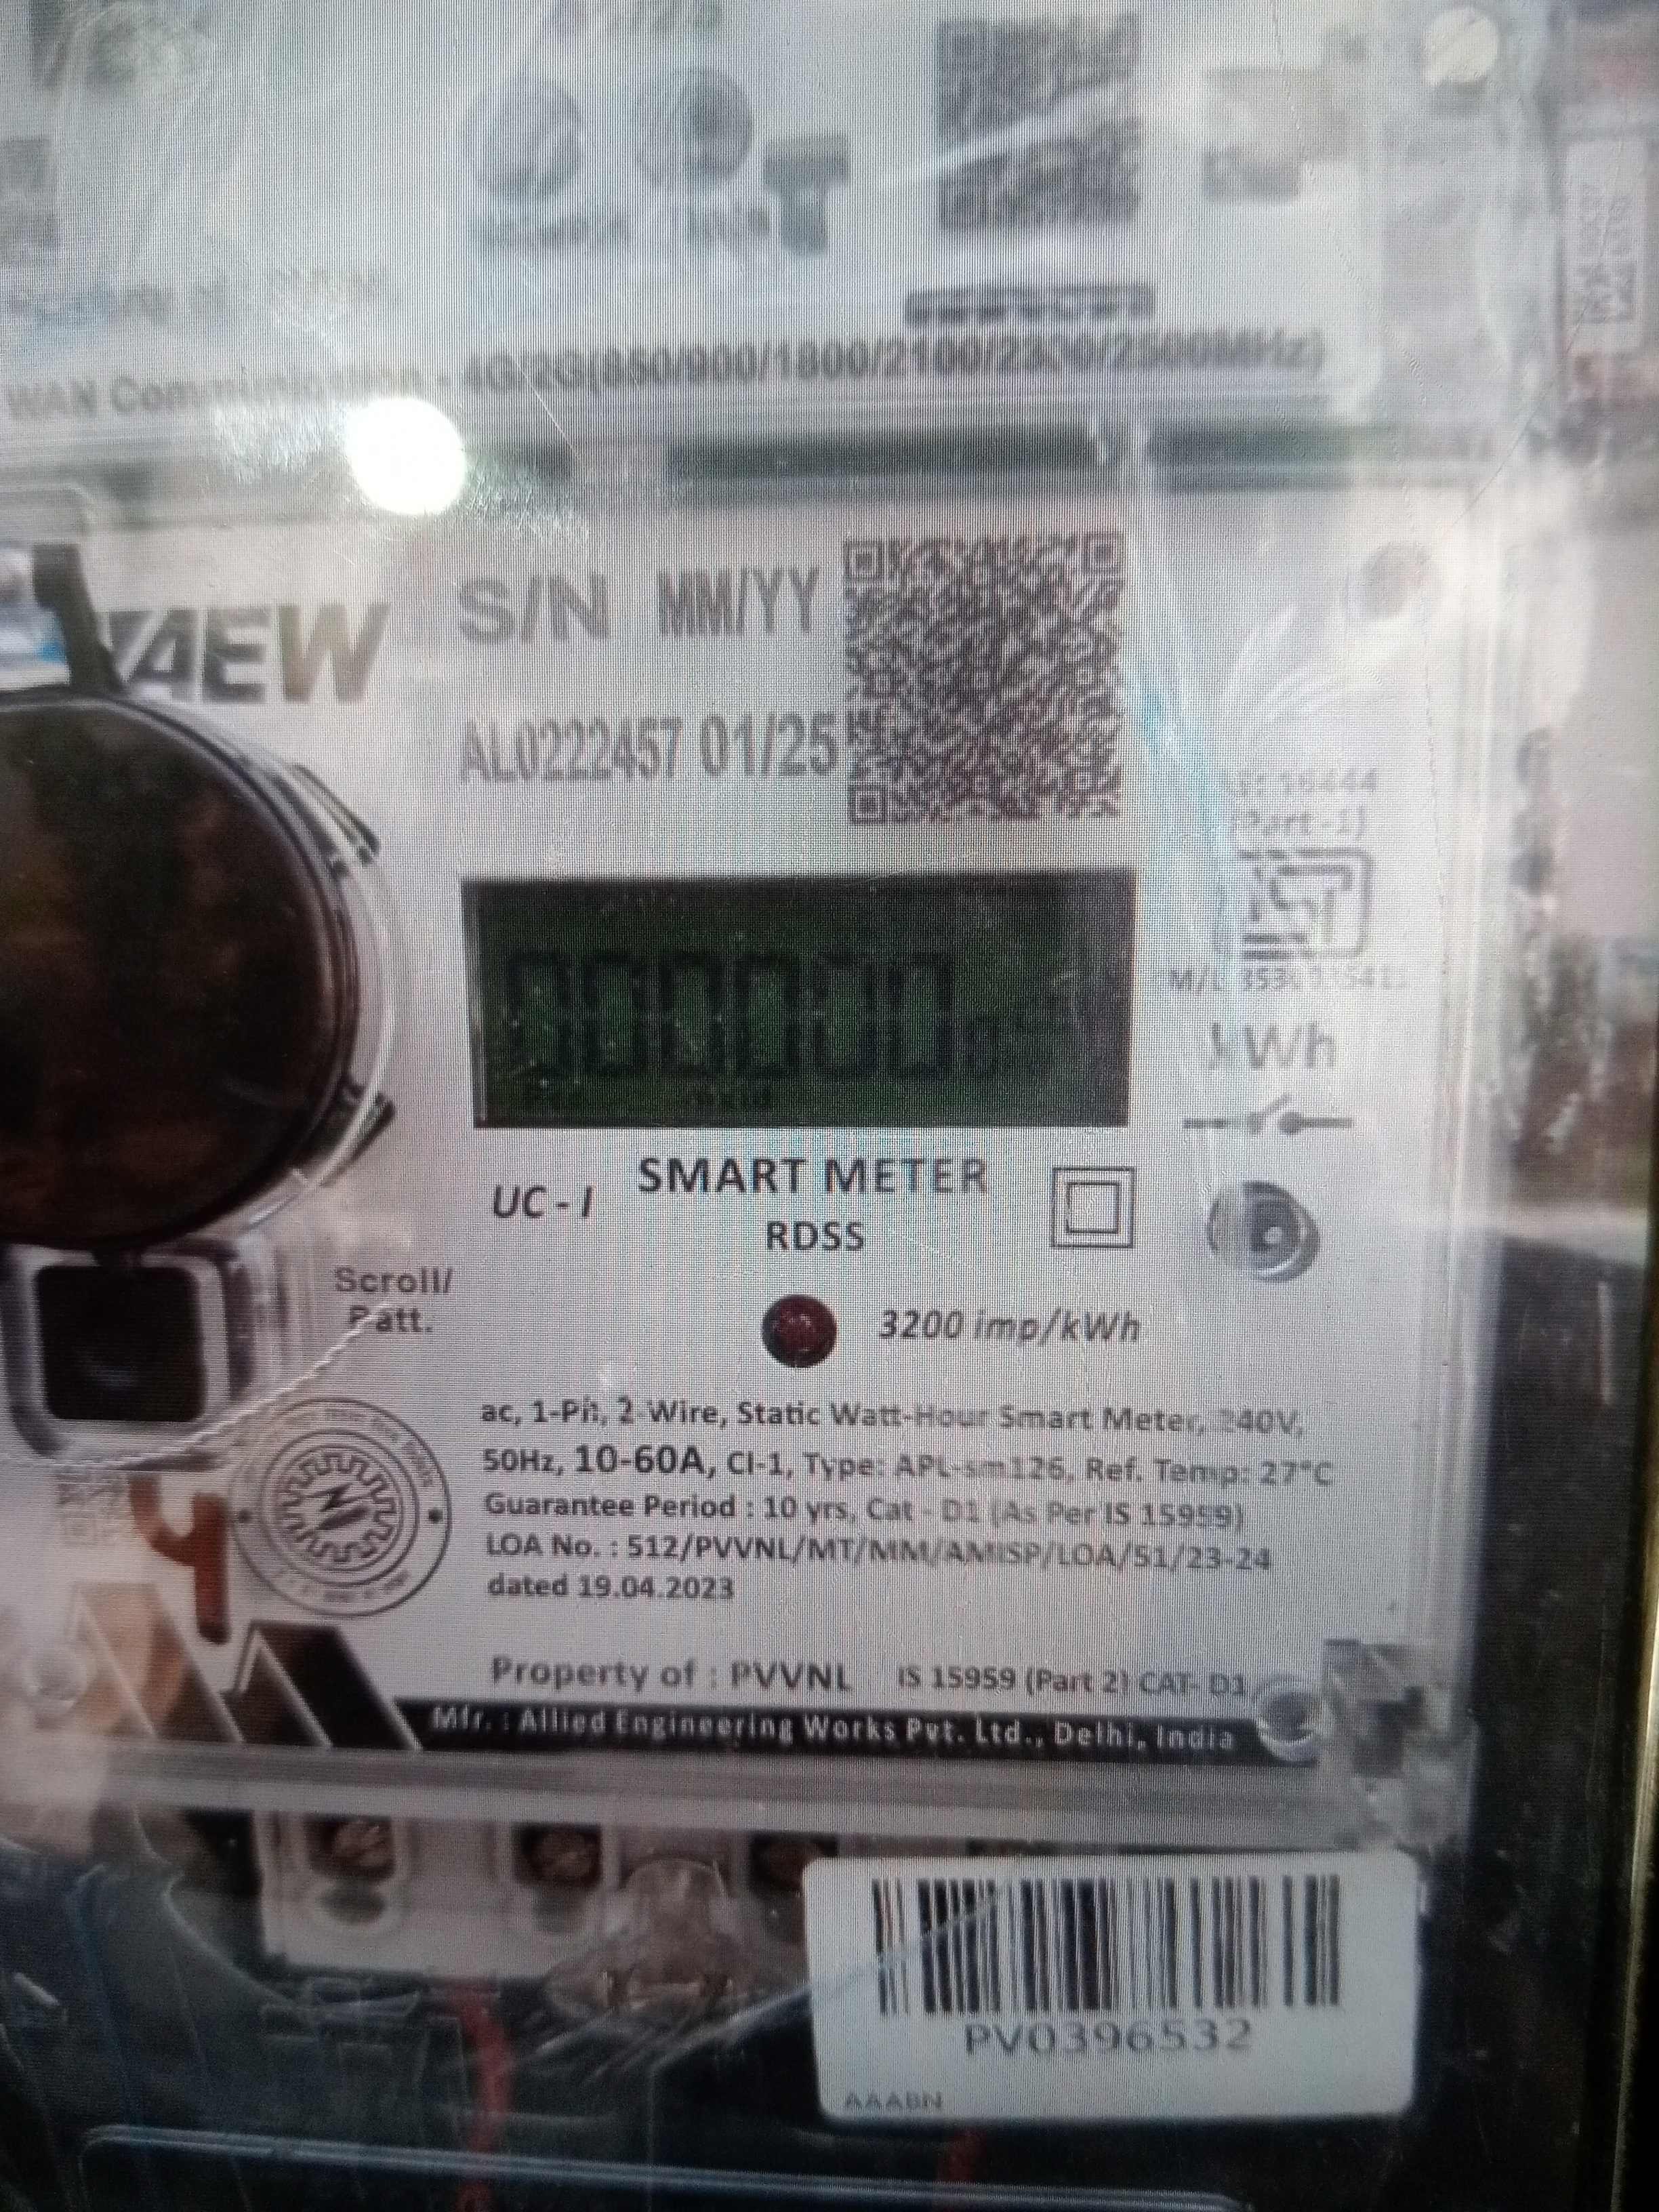 WAN Communication - 4G/2G(850/900/1800/2100/2300/2500MHz)
AEW
S/N MM/YY
AL0222457 01/25
(Part-1)
kWh
UC-I
SMART METER
RDSS
Scroll/
Batt.
3200 imp/kWh
ac, 1-Ph, 2-Wire, Static Watt-Hour Smart Meter, 240V,
50Hz, 10-60A, Cl-1, Type: APL-sm126, Ref. Temp: 27°C
Guarantee Period : 10 yrs, Cat - D1 (As Per IS 15959)
LOA No. : 512/PVVNL/MT/MM/AMISP/LOA/51/23-24
dated 19.04.2023
Property of : PVVNL IS 15959 (Part 2) CAT- D1
Mfr. : Allied Engineering Works Pvt. Ltd., Delhi, India
PV0396532
AAABN